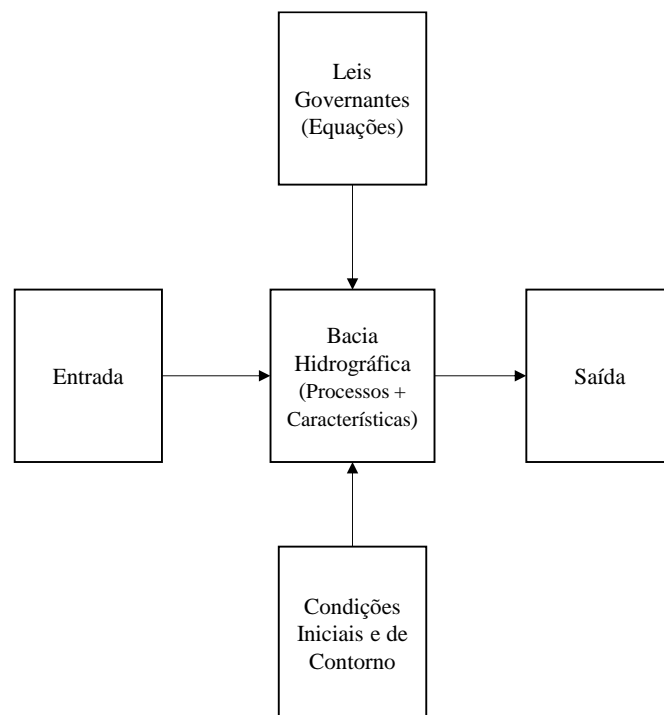 Leis
Governantes
(Equações)
Entrada
Bacia
Hidrográfica
(Processos +
Características)
Saída
Condições
Iniciais e de
Contorno